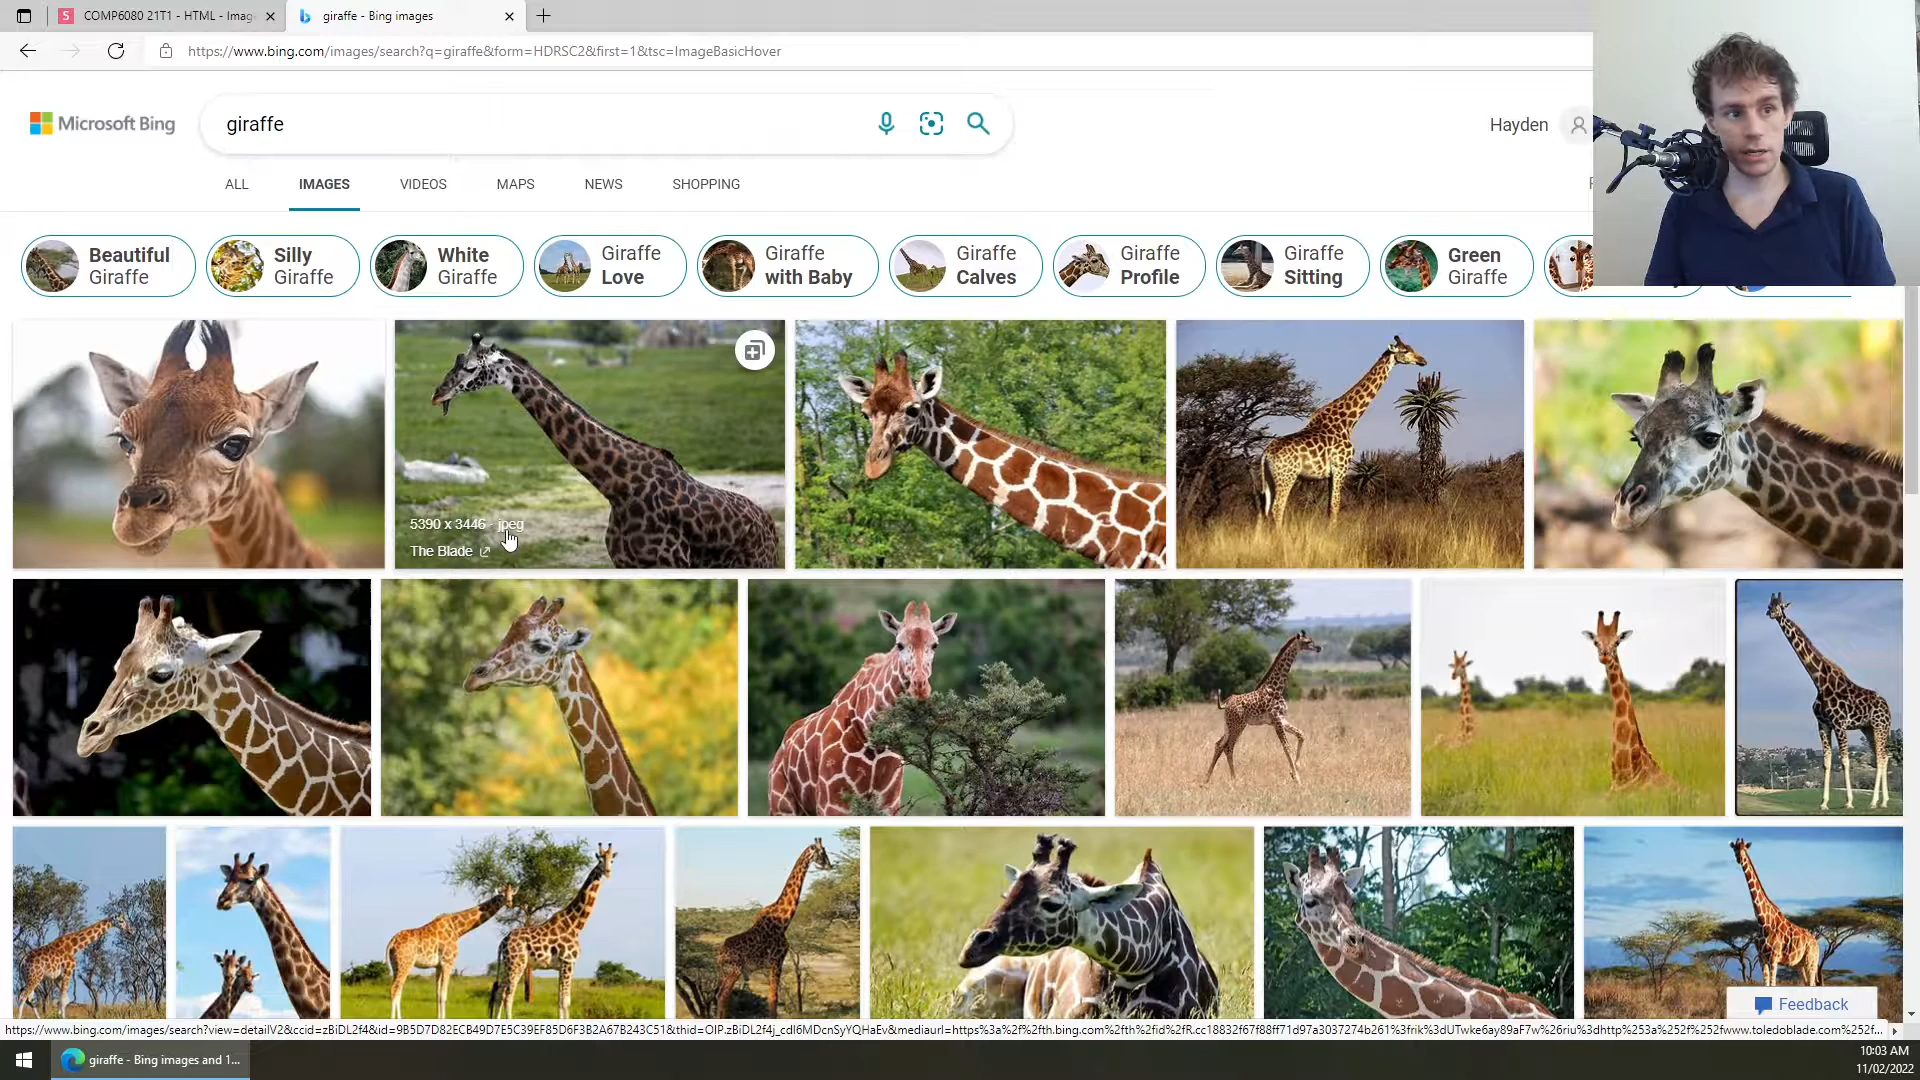 COMP6080 21T1 - HTML - Imag
giraffe - Bing images
https://www.bing.com/images/search?q=giraffe&form=HDRSC2&first=1&tsc=ImageBasicHover
Microsoft Bing
giraffe
Hayden
ALL IMAGES VIDEOS MAPS NEWS SHOPPING
Beautiful
Giraffe
Silly
Giraffe
White
Giraffe
Giraffe
Love
Giraffe
with Baby
Giraffe
Calves
Giraffe
Profile
Giraffe
Sitting
Green
Giraffe
5390 x 3446 - jpeg
The Blade
Feedback
giraffe - Bing images and 1...
10:03 AM
11/02/2022